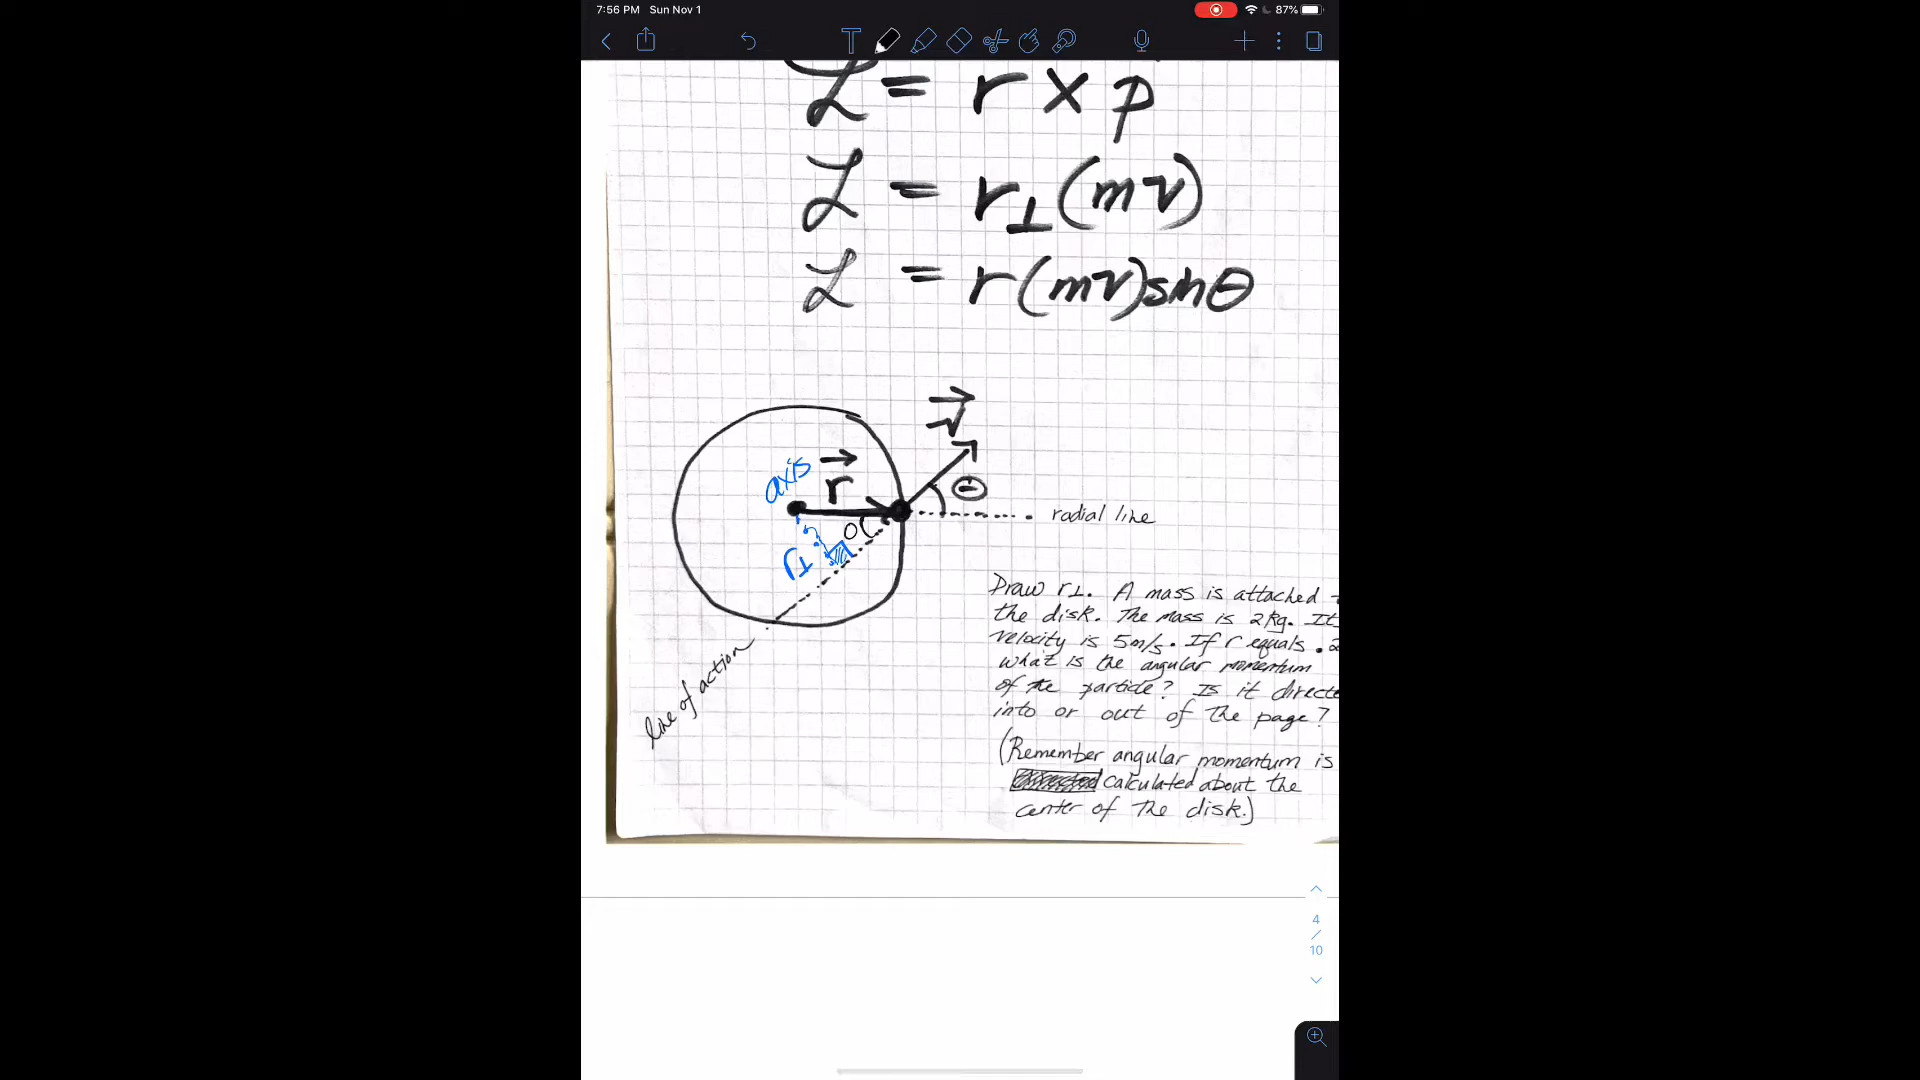 7:56 PM Sun Nov 1
87%
L = r × p
L = r⊥(mv)
L = r(mv)sinθ
v
axis
r
θ
radial line
θ
r⊥
line of action
Draw r⊥. A mass is attached
the disk. The mass is 2kg. Its
velocity is 5m/s. If r equals .2
what is the angular momentum
of the particle? Is it directe
into or out of the page?
(Remember angular momentum is
calculated about the
center of the disk.)
4
/
10